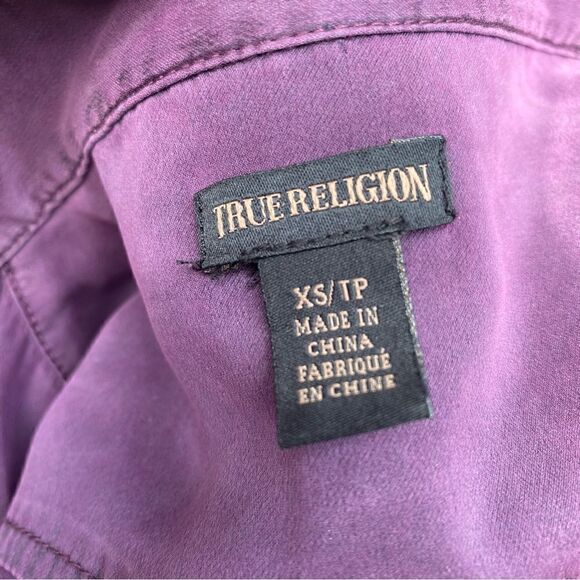 TRUE RELIGION
XS/TP
MADE IN
CHINA
FABRIQUÉ
EN CHINE